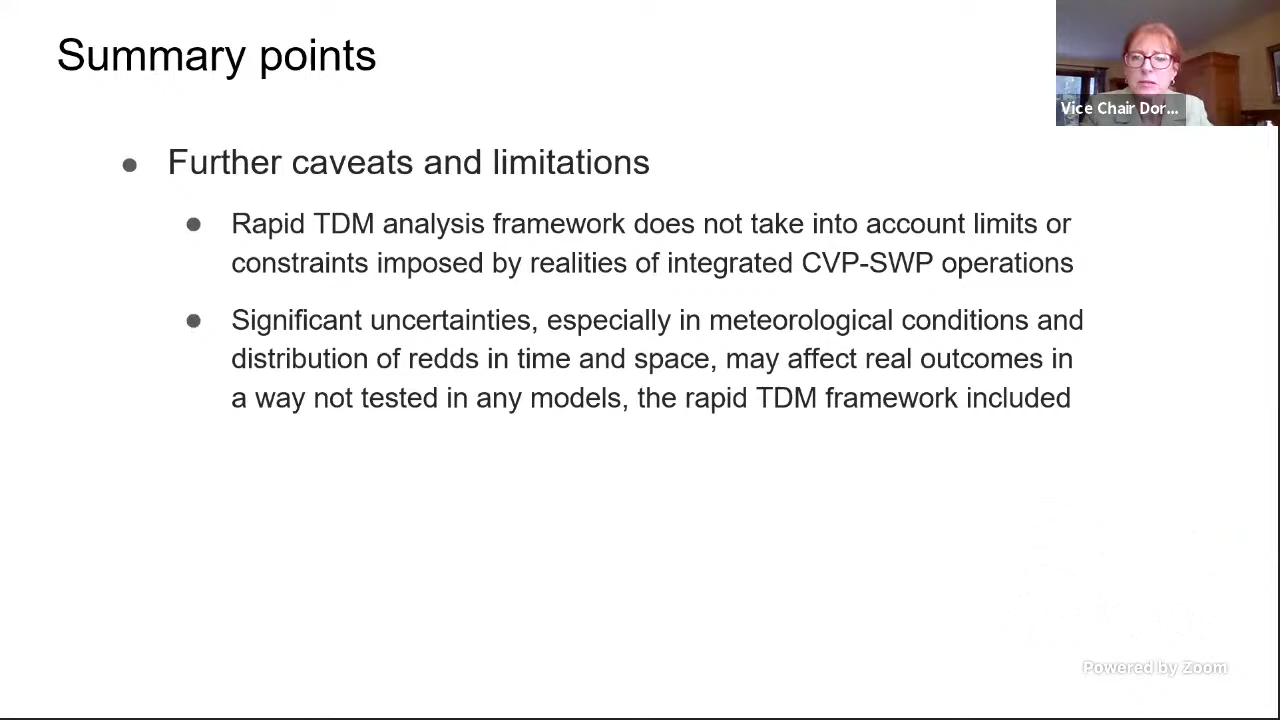 Summary points
Vice Chair Dor...
Further caveats and limitations
Rapid TDM analysis framework does not take into account limits or
constraints imposed by realities of integrated CVP-SWP operations
Significant uncertainties, especially in meteorological conditions and
distribution of redds in time and space, may affect real outcomes in
a way not tested in any models, the rapid TDM framework included
Powered by Zoom